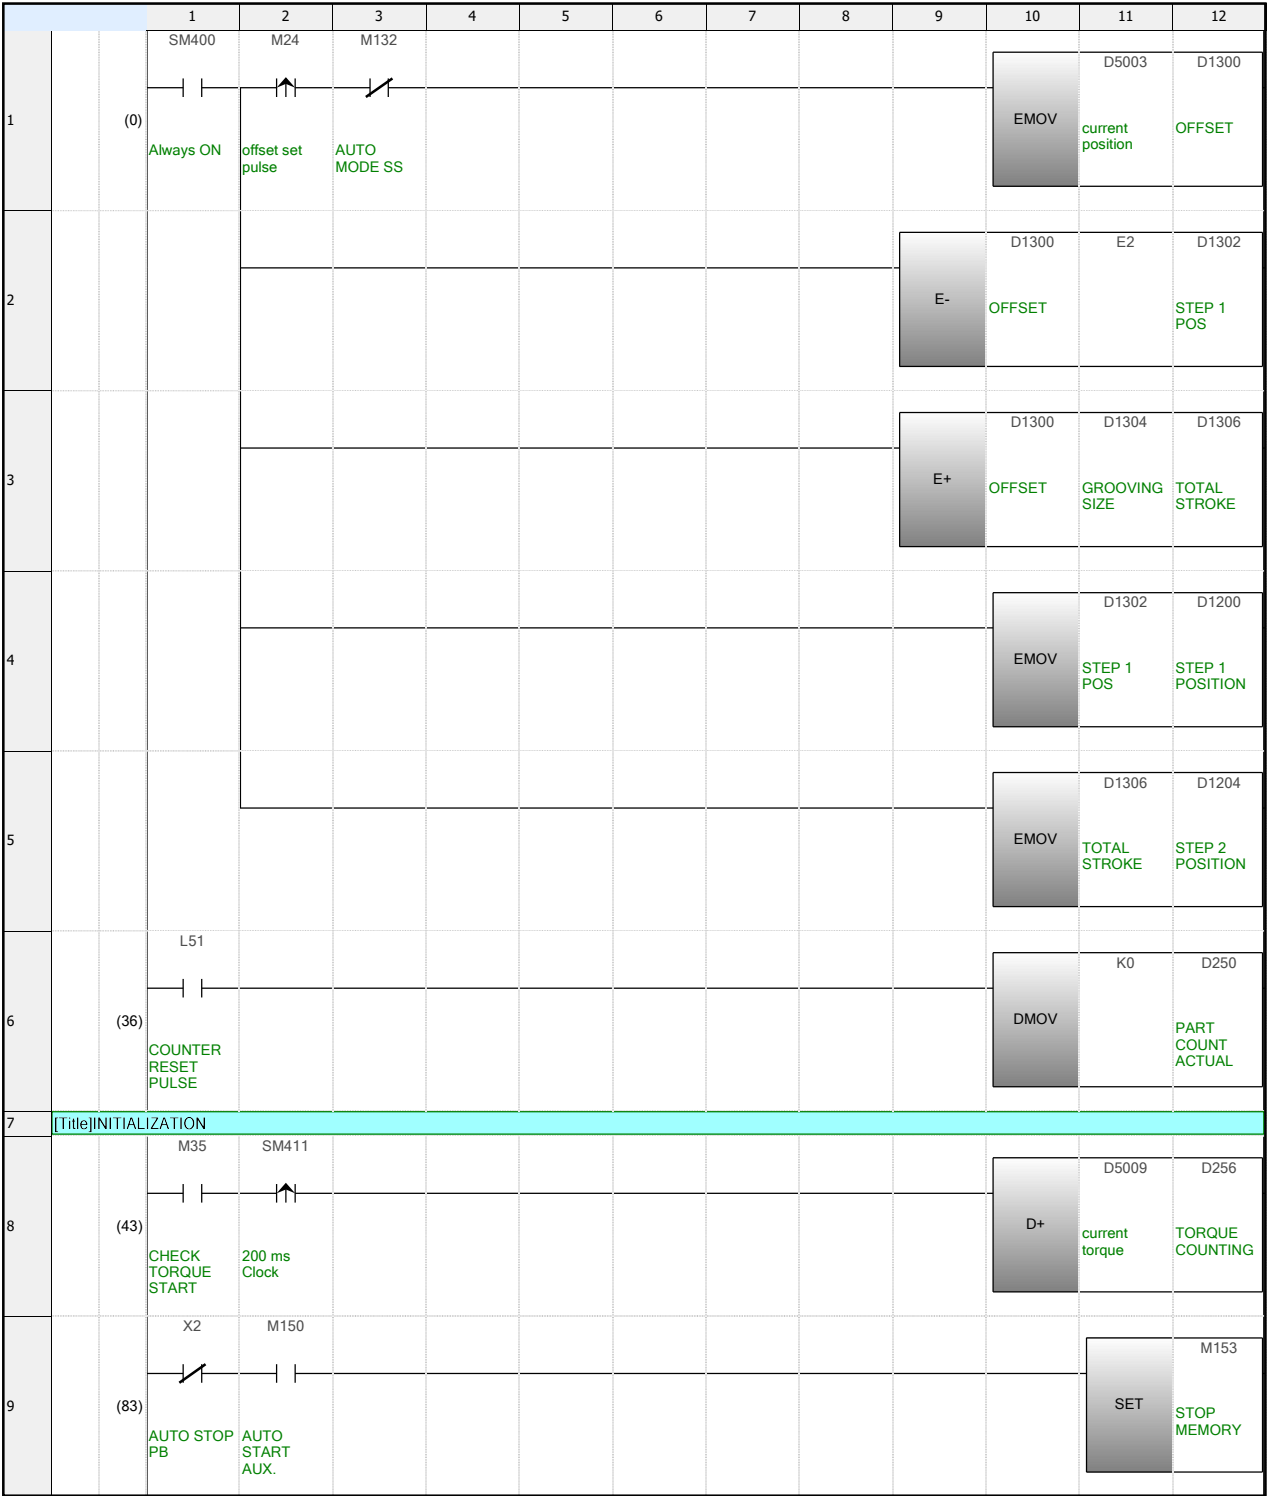 1 2 3 4 5 6 7 8 9 10 11 12
SM400 M24 M132 D5003 D1300
1 (0) EMOV
Always ON offset set pulse AUTO MODE SS current position OFFSET
D1300 E2 D1302
2 E-
OFFSET STEP 1 POS
D1300 D1304 D1306
3 E+
OFFSET GROOVING SIZE TOTAL STROKE
D1302 D1200
4 EMOV
STEP 1 POS STEP 1 POSITION
D1306 D1204
5 EMOV
TOTAL STROKE STEP 2 POSITION
L51 K0 D250
6 (36) DMOV
COUNTER RESET PULSE PART COUNT ACTUAL
7 [Title]INITIALIZATION
M35 SM411 D5009 D256
8 (43) D+
CHECK TORQUE START 200 ms Clock current torque TORQUE COUNTING
X2 M150 M153
9 (83) SET
AUTO STOP PB AUTO START AUX. STOP MEMORY